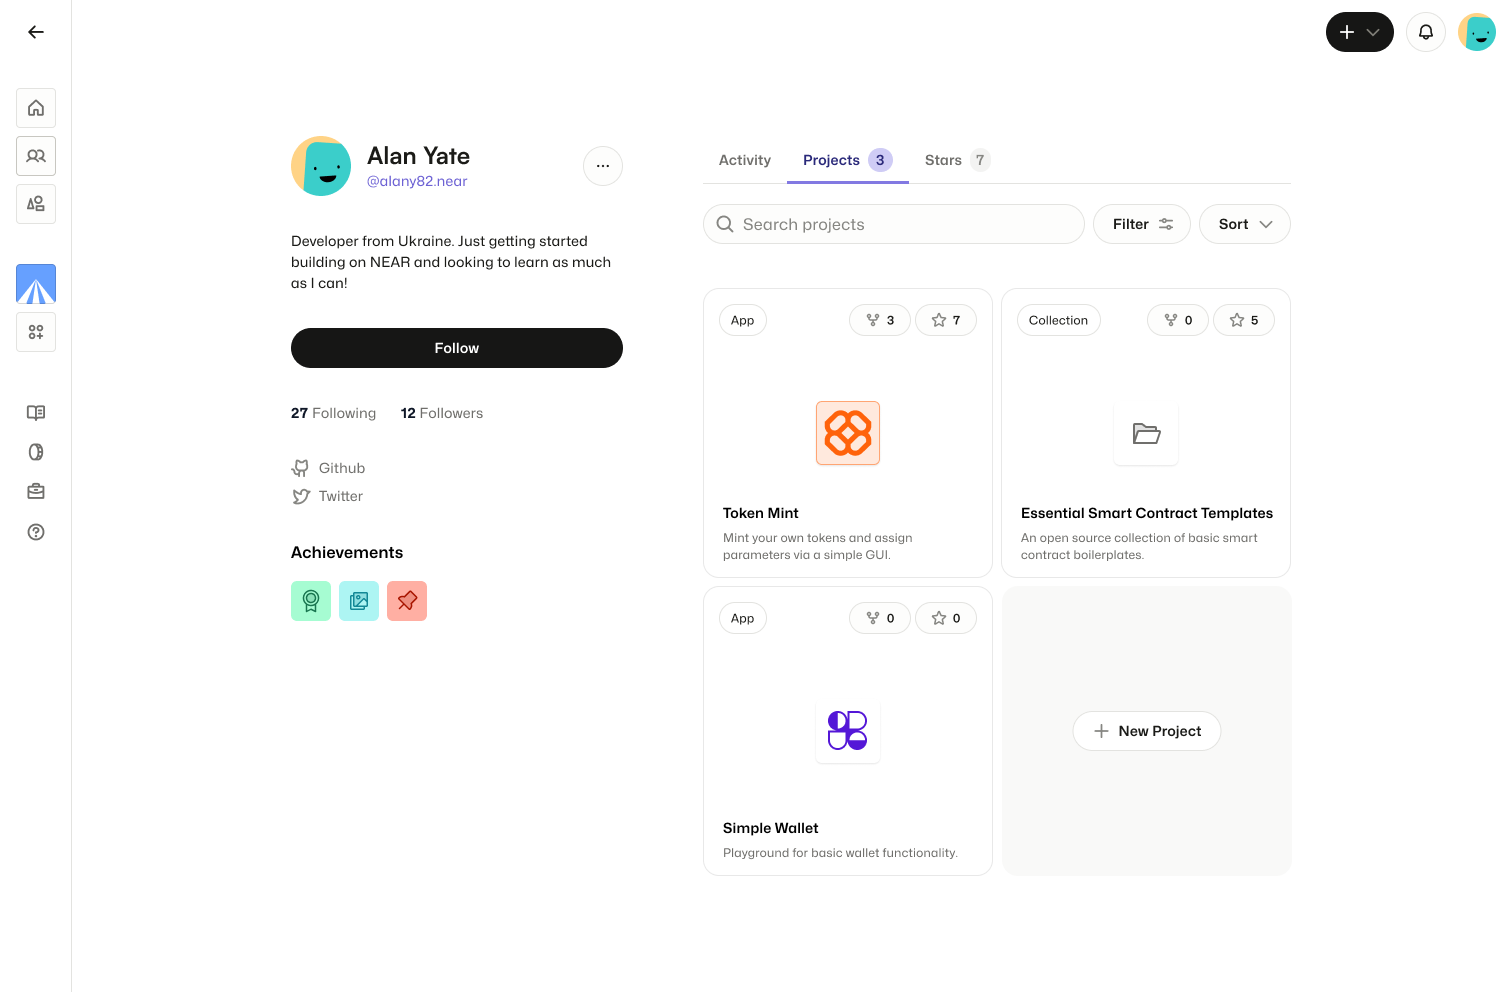 Alan Yate
@alany82.near
...
Developer from Ukraine. Just getting started
building on NEAR and looking to learn as much
as I can!
Follow
27 Following 12 Followers
Github
Twitter
Achievements
Activity Projects 3 Stars 7
Search projects Filter Sort
App 3 7
Token Mint
Mint your own tokens and assign
parameters via a simple GUI.
Collection 0 5
Essential Smart Contract Templates
An open source collection of basic smart
contract boilerplates.
App 0 0
Simple Wallet
Playground for basic wallet functionality.
New Project